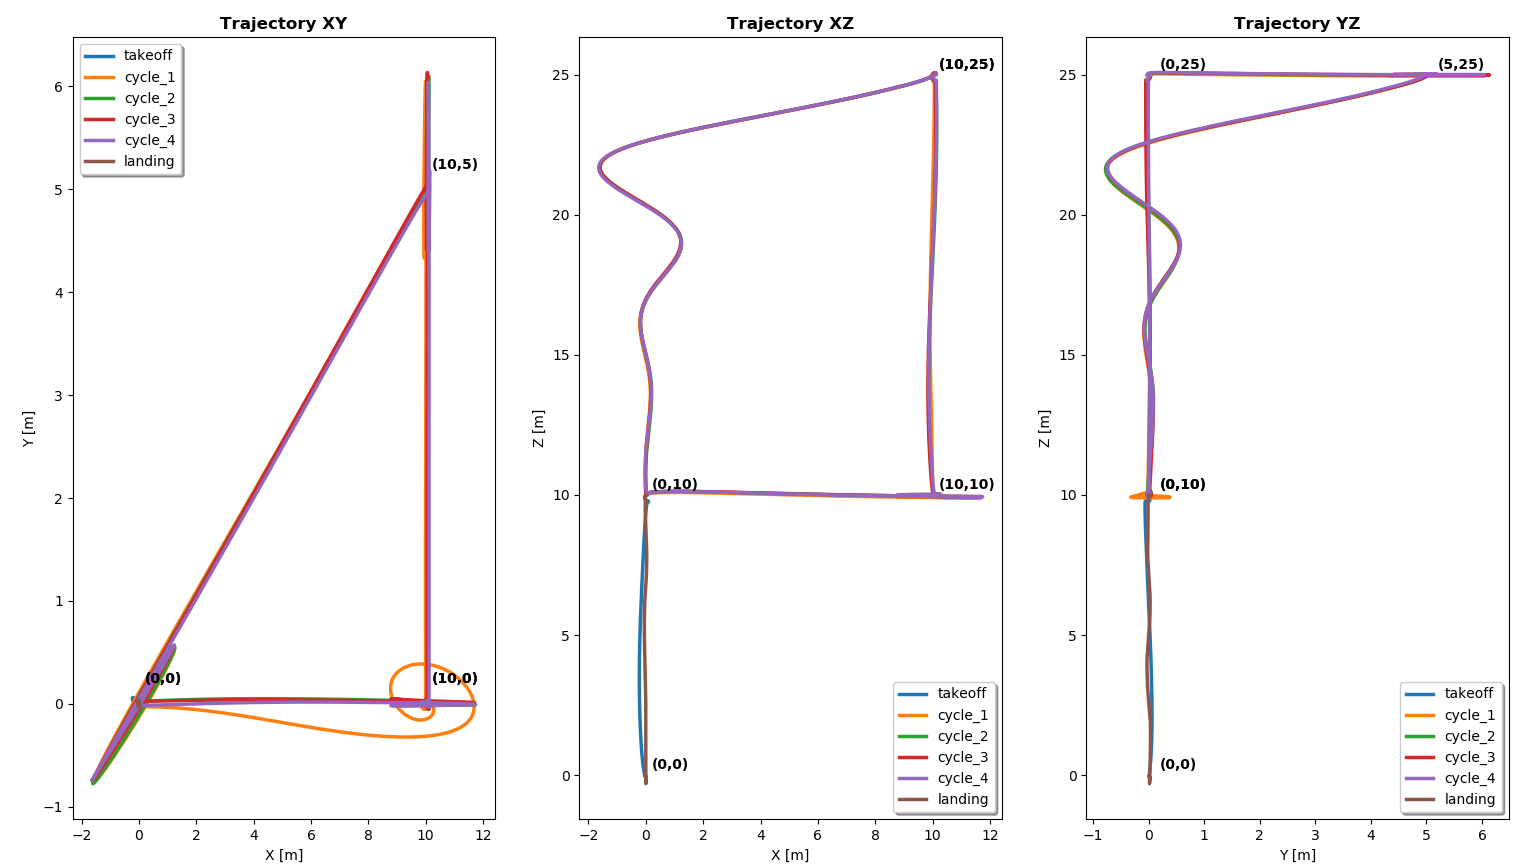 Trajectory XY
takeoff
cycle_1
cycle_2
cycle_3
cycle_4
landing
(10,5)
(0,0)
(10,0)
6
5
4
3
2
1
0
−1
Y [m]
−2
0
2
4
6
8
10
12
X [m]
Trajectory XZ
(10,25)
(0,10)
(10,10)
(0,0)
25
20
15
10
5
0
Z [m]
takeoff
cycle_1
cycle_2
cycle_3
cycle_4
landing
−2
0
2
4
6
8
10
12
X [m]
Trajectory YZ
(0,25)
(5,25)
(0,10)
(0,0)
25
20
15
10
5
0
Z [m]
takeoff
cycle_1
cycle_2
cycle_3
cycle_4
landing
−1
0
1
2
3
4
5
6
Y [m]